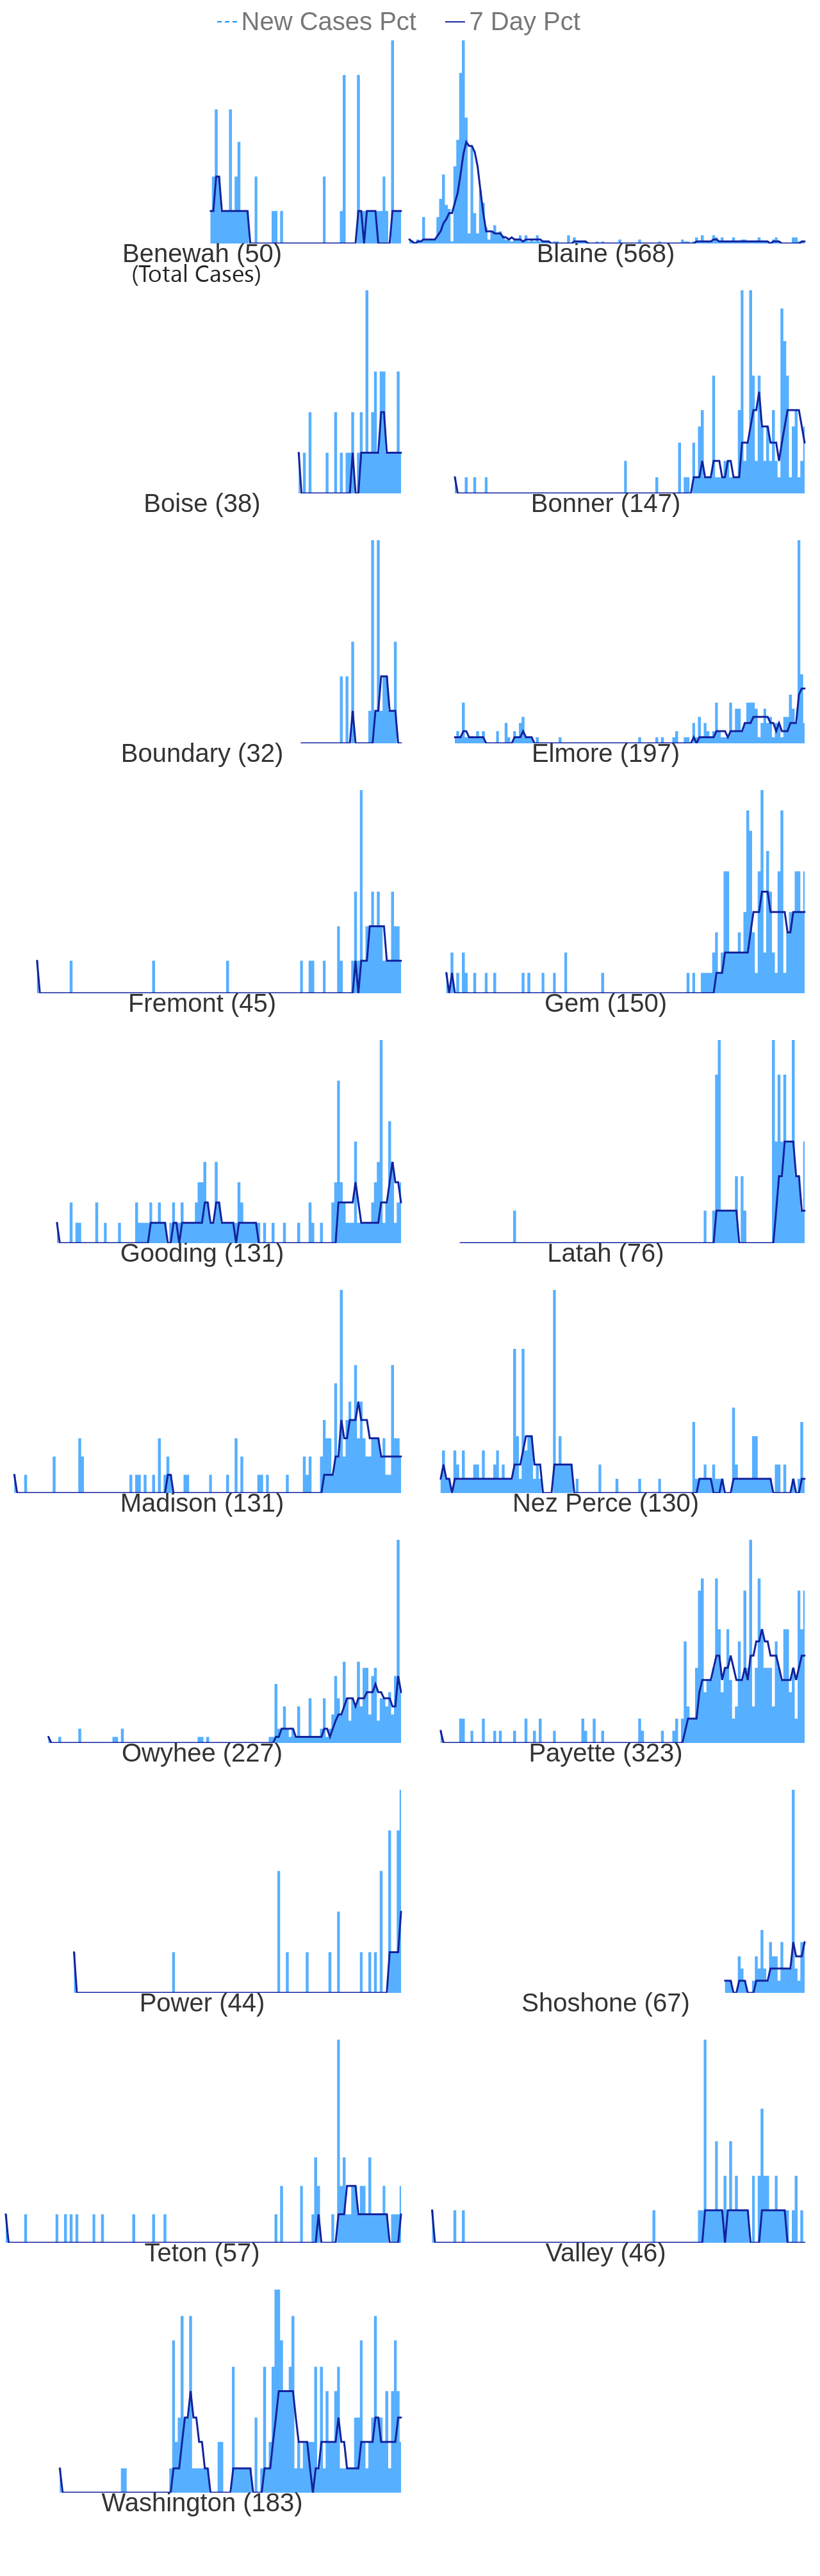 New Cases Pct 7 Day Pct
Benewah (50) Blaine (568)
(Total Cases)
Boise (38) Bonner (147)
Boundary (32) Elmore (197)
Fremont (45) Gem (150)
Gooding (131) Latah (76)
Madison (131) Nez Perce (130)
Owyhee (227) Payette (323)
Power (44) Shoshone (67)
Teton (57) Valley (46)
Washington (183)